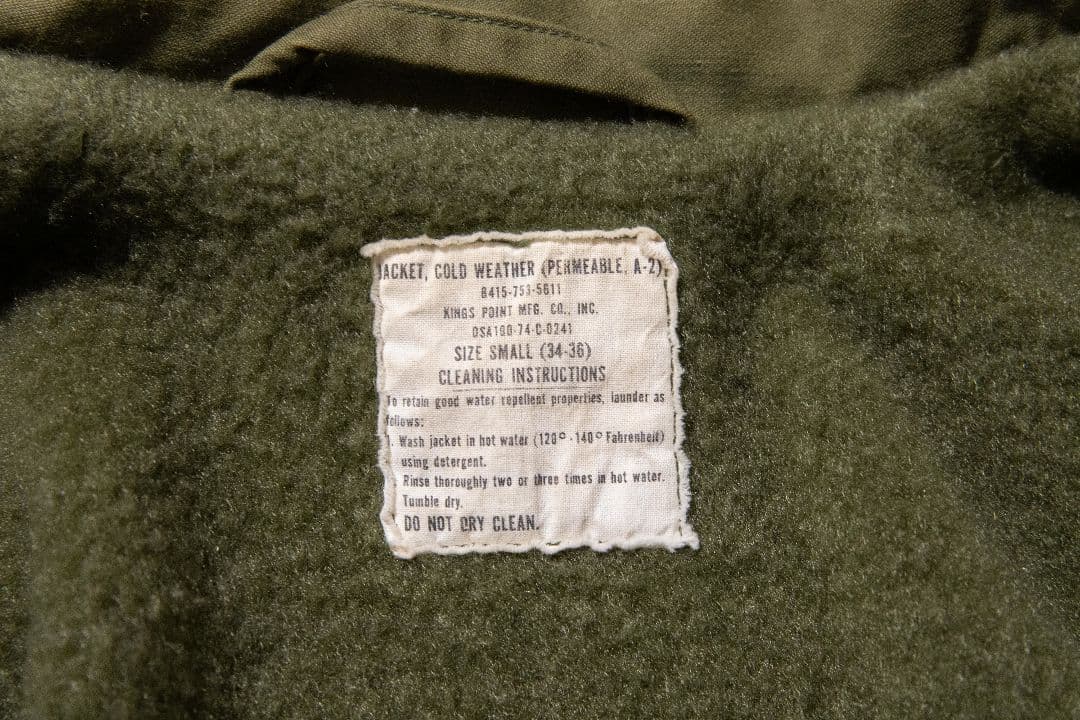 JACKET, COLD WEATHER (PERMEABLE, A-2),
8415-753-5611
KINGS POINT MFG. CO., INC.
DSA100-74-C-0241
SIZE SMALL (34-36)
CLEANING INSTRUCTIONS
To retain good water repellent properties, launder as
follows:
1. Wash jacket in hot water (120°-140° Fahrenheit)
using detergent.
Rinse thoroughly two or three times in hot water.
Tumble dry.
DO NOT DRY CLEAN.